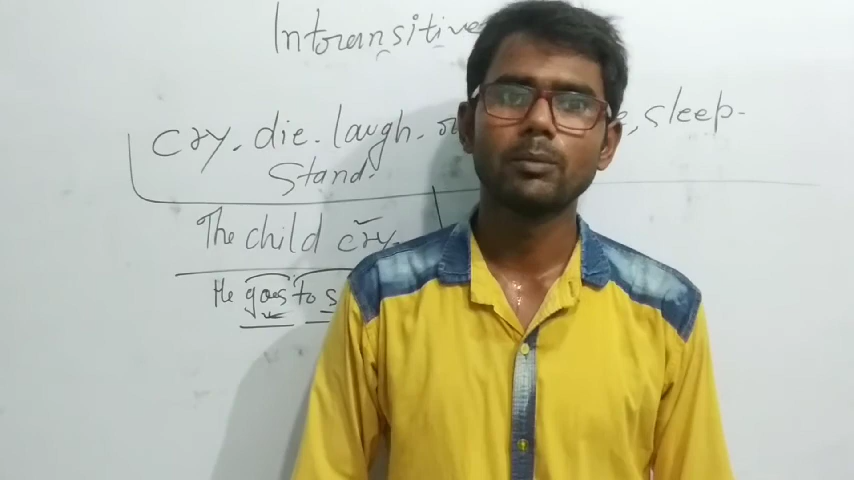 Intransitive
cry. die. laugh. sleep.
Stand.
The child cry.
He goes to